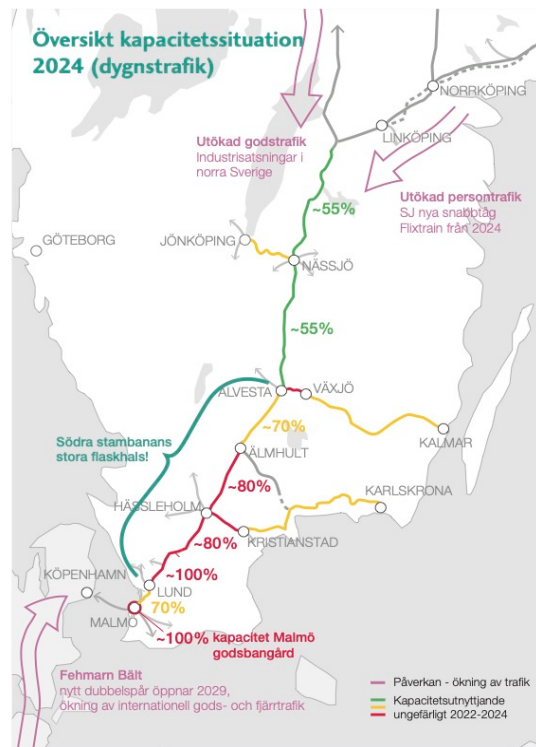 Översikt kapacitetssituation
2024 (dygnstrafik)
NORRKÖPING
LINKÖPING
Utökad godstrafik
Industrisatsningar i
norra Sverige
Utökad persontrafik
SJ nya snabbtåg
Flixtrain från 2024
~55%
GÖTEBORG
JÖNKÖPING
NÄSSJÖ
~55%
ALVESTA
VÄXJÖ
~70%
KALMAR
Södra stambanans
stora flaskhals!
ÄLMHULT
~80%
KARLSKRONA
HÄSSLEHOLM
~80%
KRISTIANSTAD
~100%
KÖPENHAMN
LUND
70%
MALMÖ
~100% kapacitet Malmö
godsbangård
Fehmarn Bält
nytt dubbelspår öppnar 2029,
ökning av internationell gods- och fjärrtrafik
Påverkan - ökning av trafik
Kapacitetsutnyttjande
ungefärligt 2022-2024